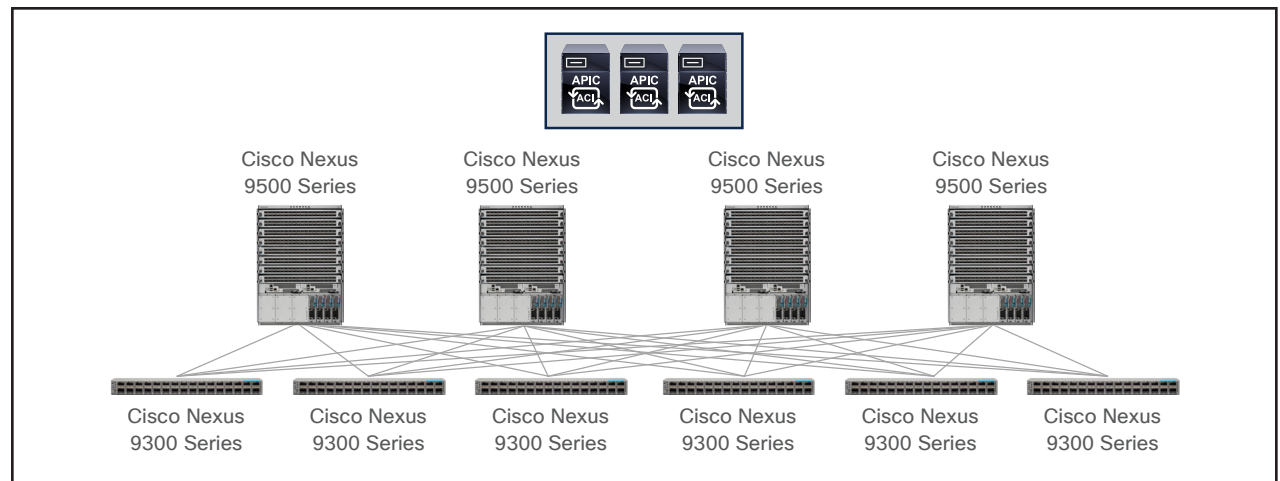 APIC APIC APIC
ACI ACI ACI
Cisco Nexus Cisco Nexus Cisco Nexus Cisco Nexus
9500 Series 9500 Series 9500 Series 9500 Series
Cisco Nexus Cisco Nexus Cisco Nexus Cisco Nexus Cisco Nexus Cisco Nexus
9300 Series 9300 Series 9300 Series 9300 Series 9300 Series 9300 Series